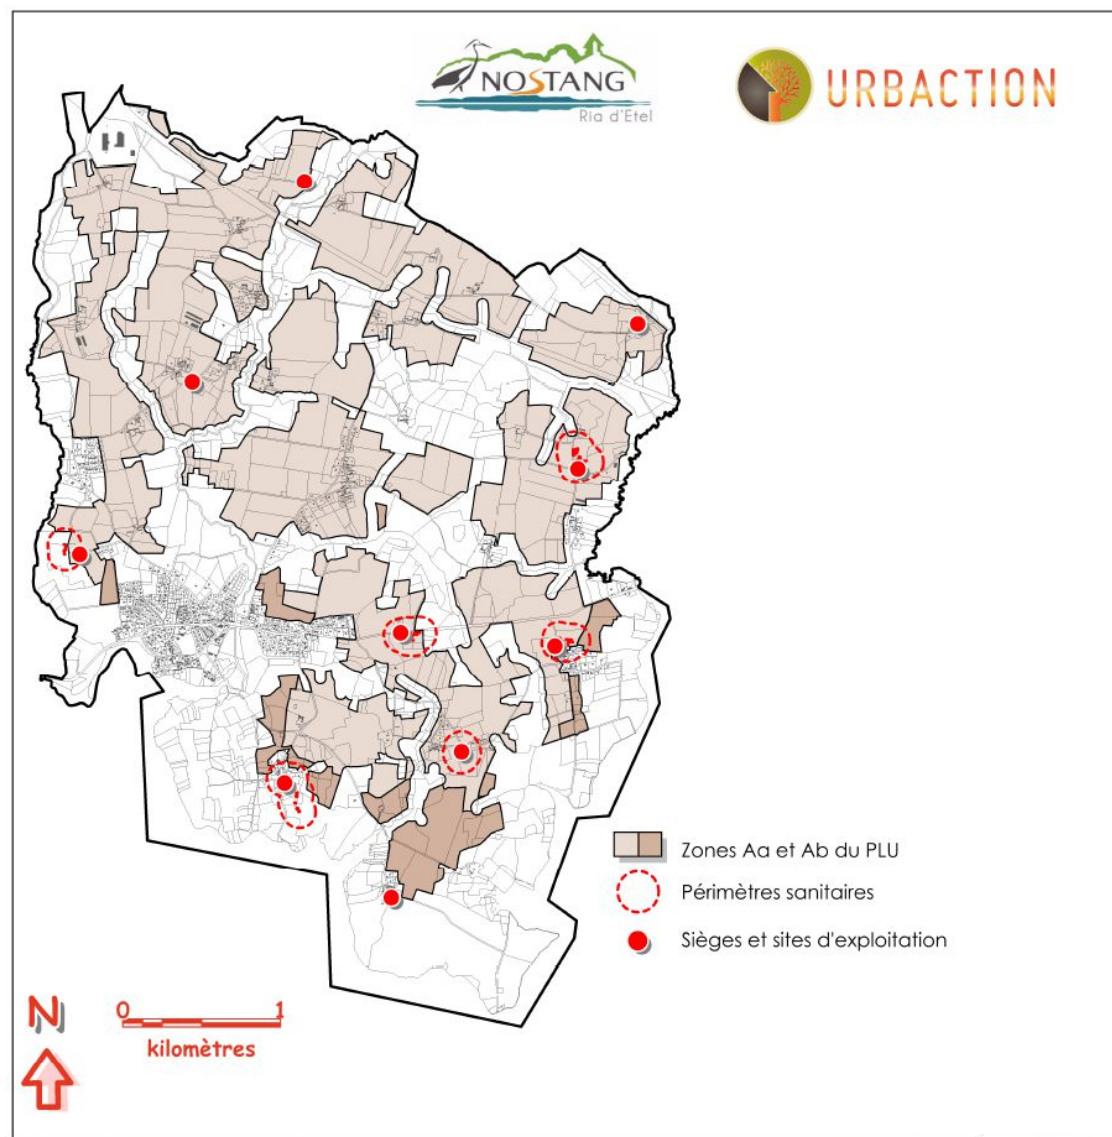 NOSTANG
Ria d'Etel
URBACTION
Zones Aa et Ab du PLU
Périmètres sanitaires
Sièges et sites d'exploitation
N
0 1
kilomètres